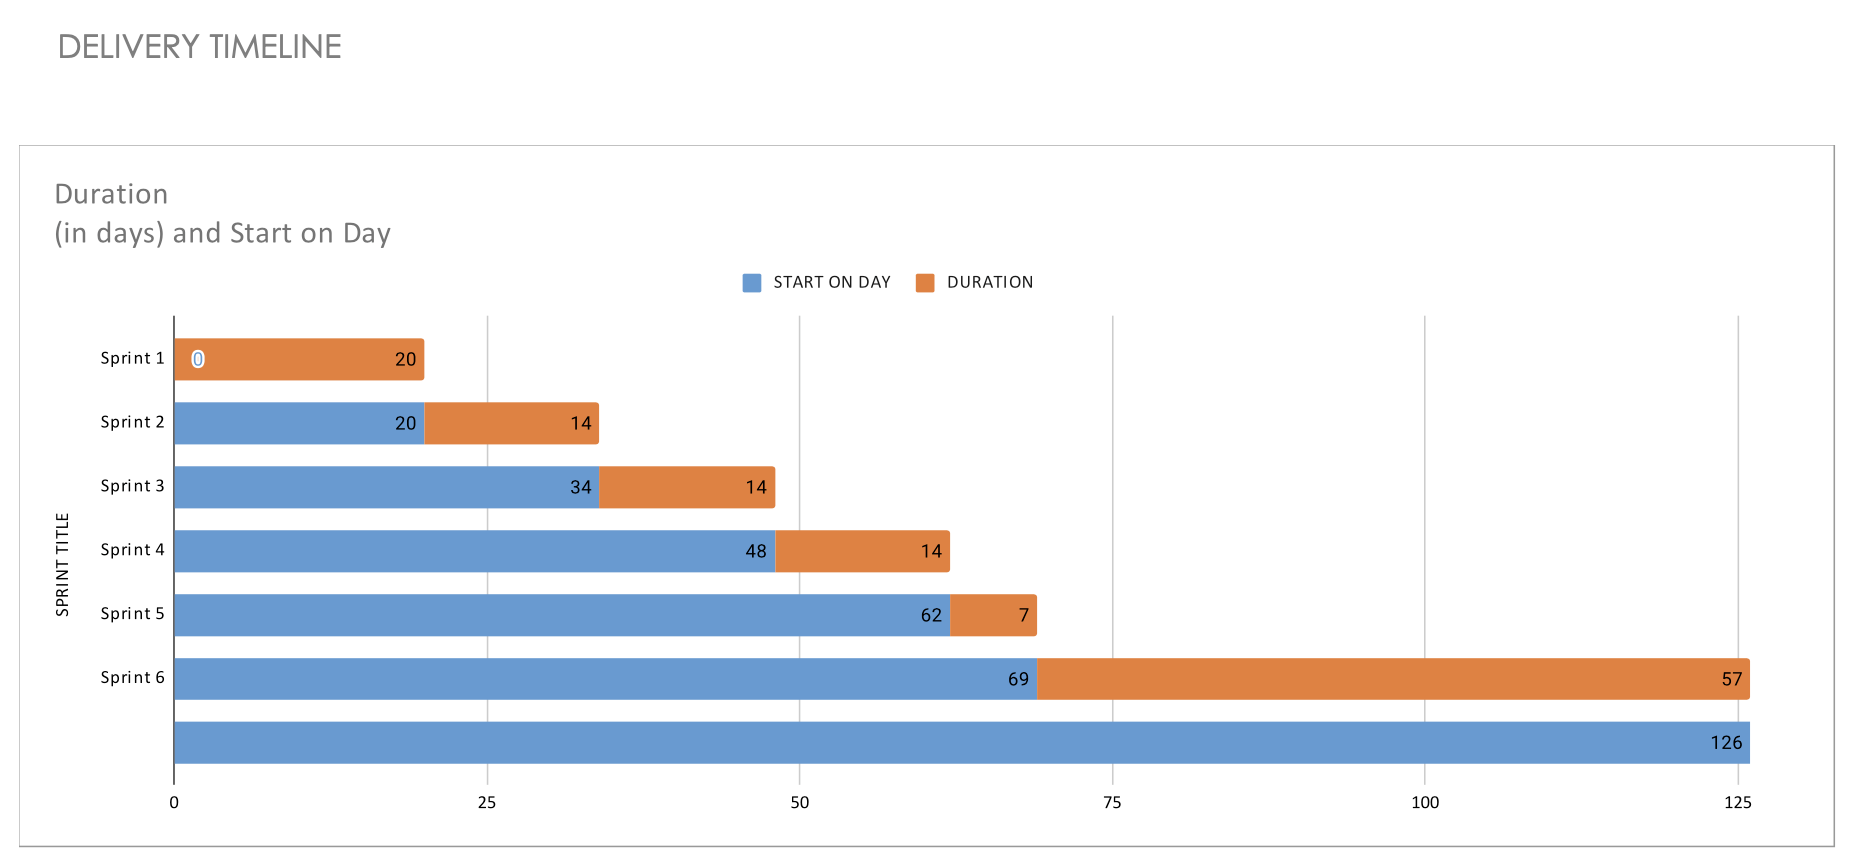 DELIVERY TIMELINE
Duration
(in days) and Start on Day
START ON DAY DURATION
Sprint 1 0 20
Sprint 2 20 14
Sprint 3 34 14
Sprint 4 48 14
Sprint 5 62 7
Sprint 6 69 57
126
SPRINT TITLE
0 25 50 75 100 125